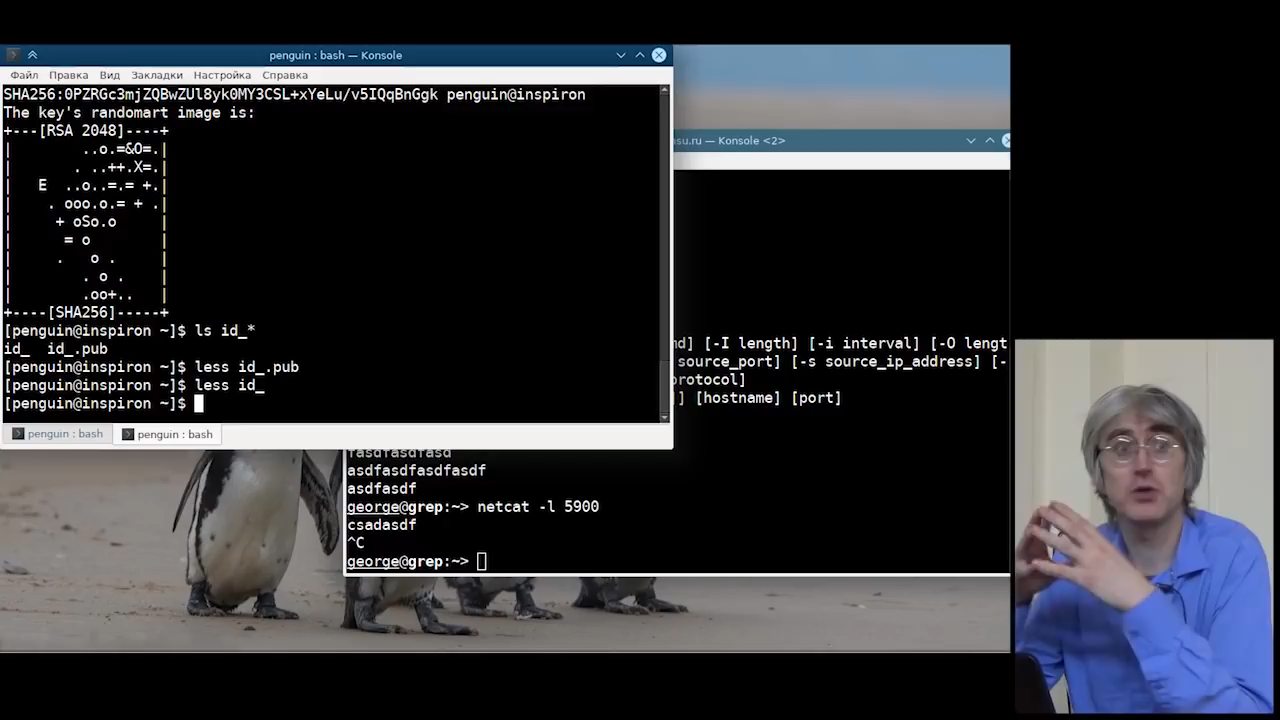 penguin : bash — Konsole
Файл Правка Вид Закладки Настройка Справка
SHA256:0PZRGc3mjZQBwZUl8yk0MY3CSL+xYeLu/v5IQqBnGgk penguin@inspiron
The key's randomart image is:
+---[RSA 2048]----+
|        ..o.=&O=.|
|       . ..++.X=.|
|   E  ..o..=.= +.|
|    . ooo.o.= + .|
|     + oSo.o     |
|      = o        |
|     .   o .     |
|        . o .    |
|        .oo+..   |
+----[SHA256]-----+
[penguin@inspiron ~]$ ls id_*
id_  id_.pub
[penguin@inspiron ~]$ less id_.pub
[penguin@inspiron ~]$ less id_
[penguin@inspiron ~]$
penguin : bash penguin : bash
asu.ru — Konsole <2>
nd] [-I length] [-i interval] [-O lengt
source_port] [-s source_ip_address] [-
protocol]
]] [hostname] [port]
fasdfasdfasd
asdfasdfasdfasdf
asdfasdf
george@grep:~> netcat -l 5900
csadasdf
^C
george@grep:~>